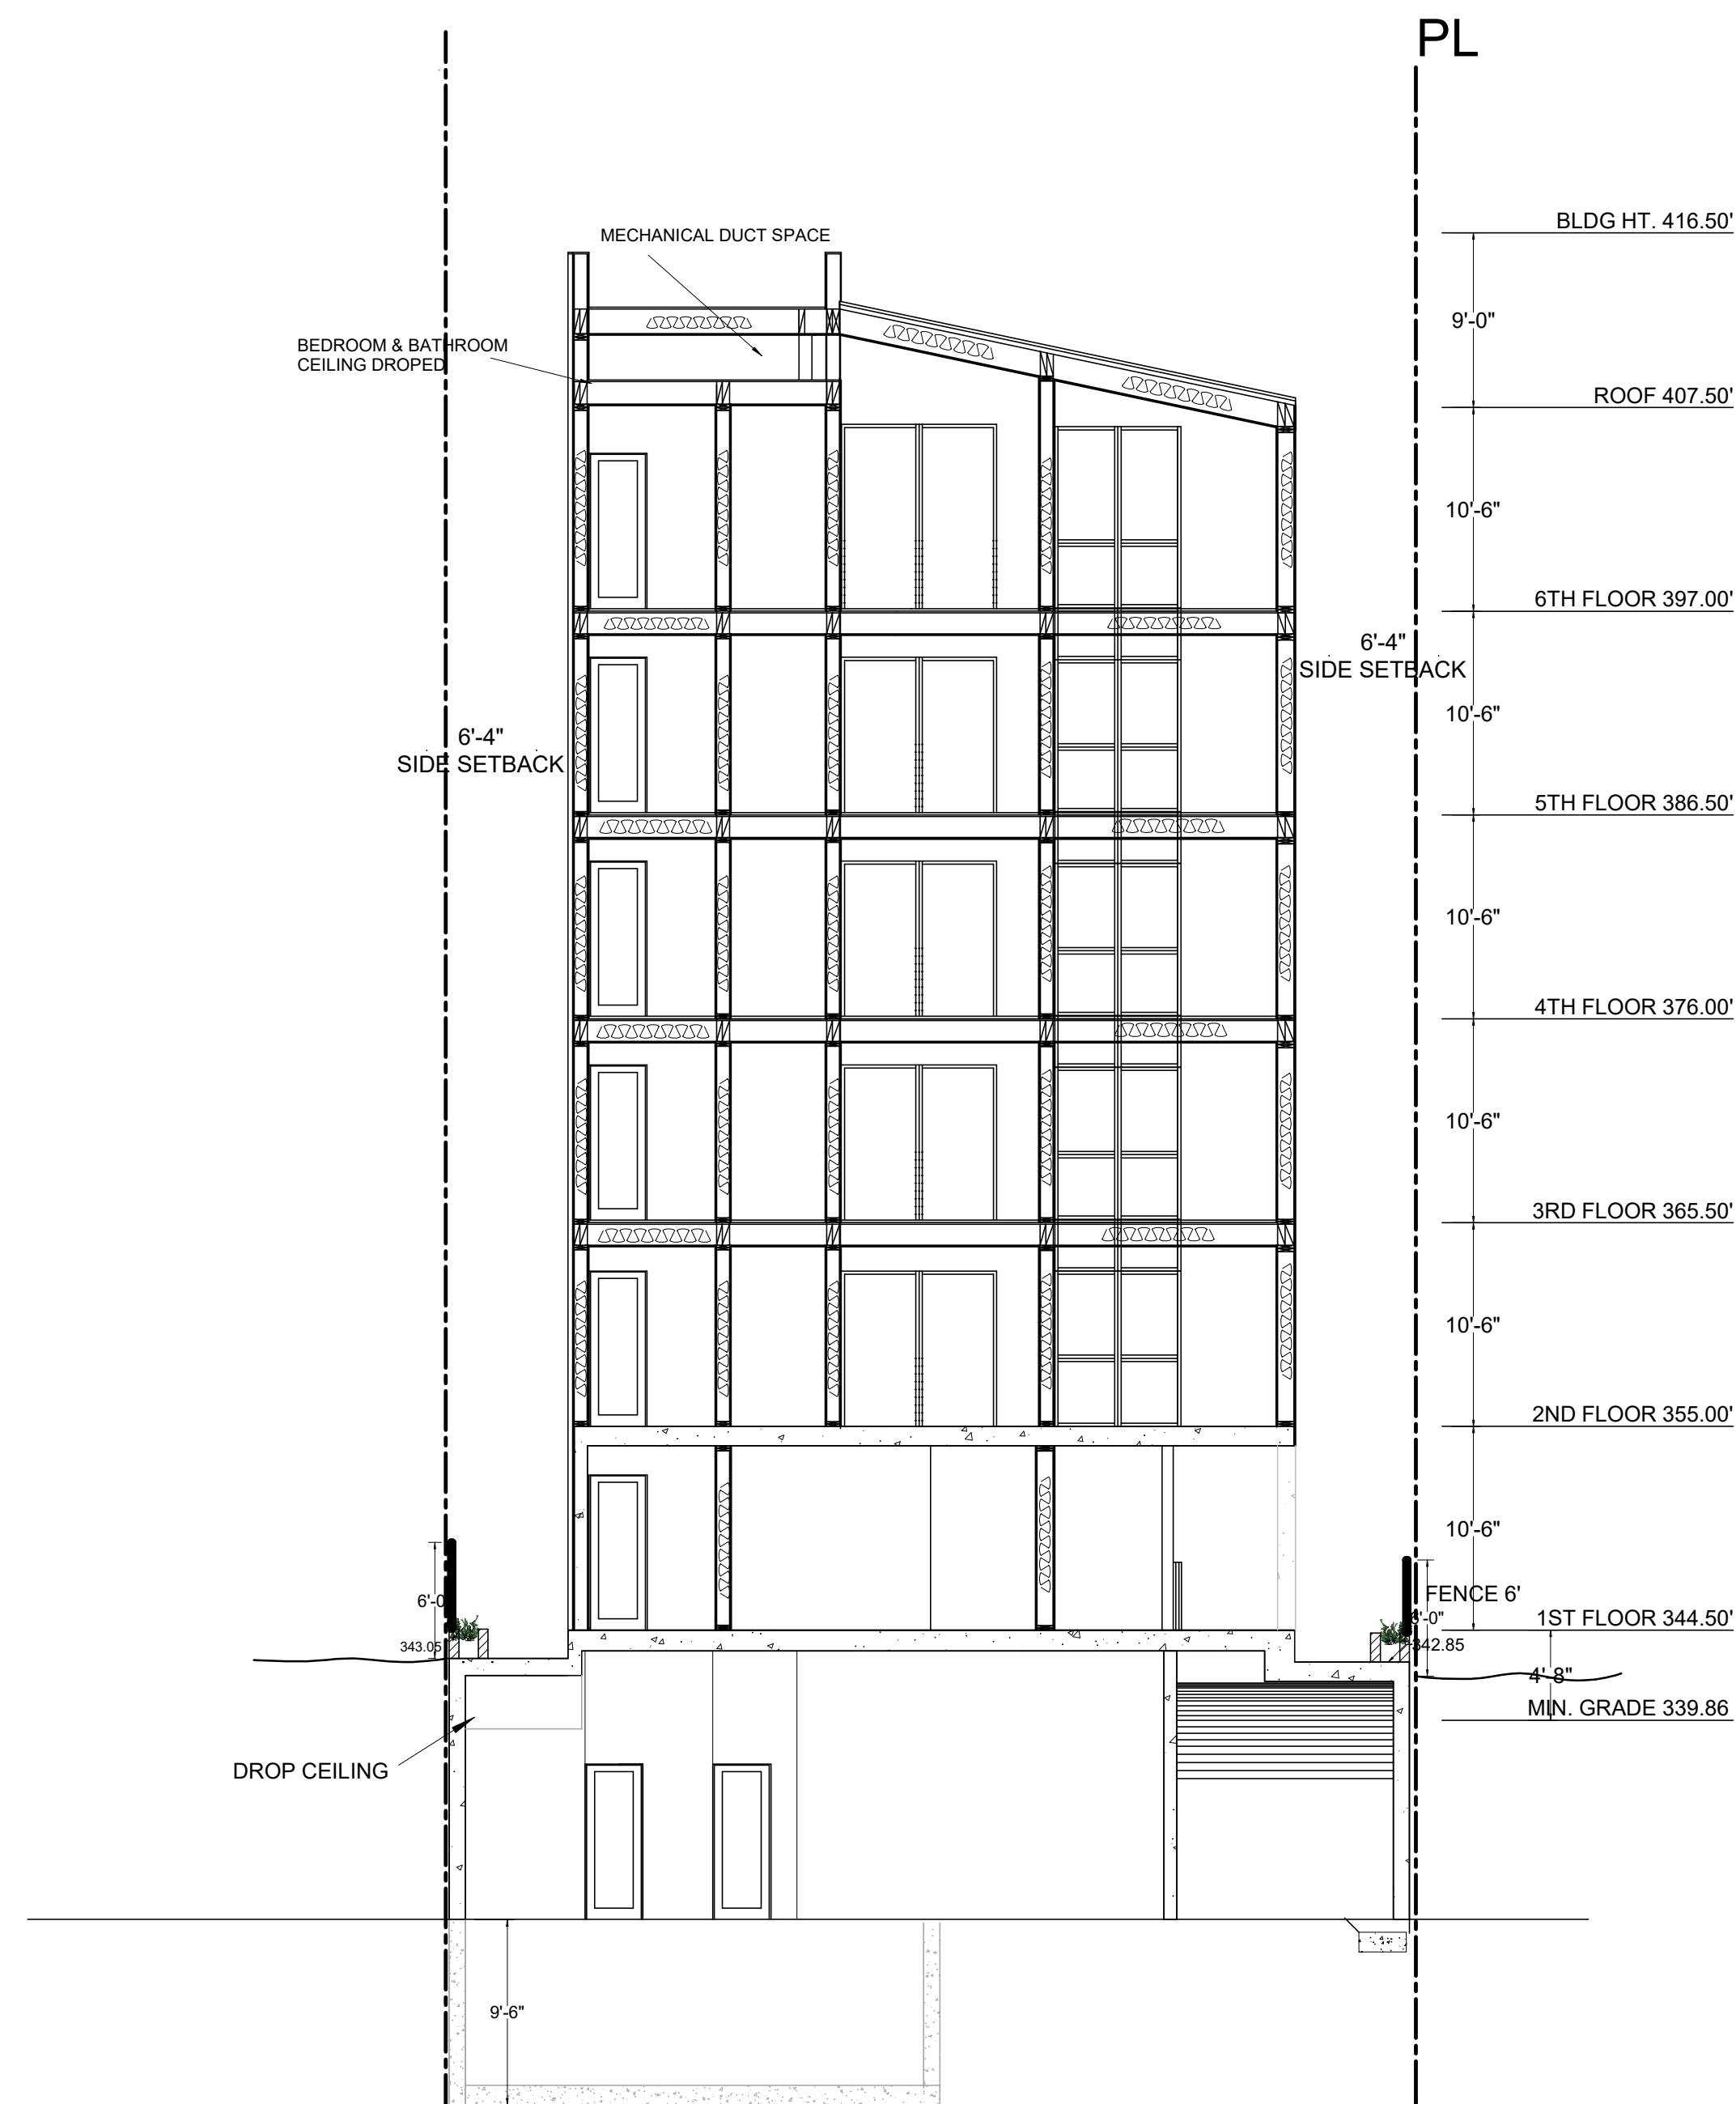 PL
BLDG HT. 416.50'
MECHANICAL DUCT SPACE
9'-0"
BEDROOM & BATHROOM
CEILING DROPED
ROOF 407.50'
10'-6"
6TH FLOOR 397.00'
6'-4"
SIDE SETBACK
10'-6"
6'-4"
SIDE SETBACK
5TH FLOOR 386.50'
10'-6"
4TH FLOOR 376.00'
10'-6"
3RD FLOOR 365.50'
10'-6"
2ND FLOOR 355.00'
10'-6"
FENCE 6'
6'-0
6'-0"
1ST FLOOR 344.50'
343.05
342.85
4'-8"
MIN. GRADE 339.86
DROP CEILING
9'-6"